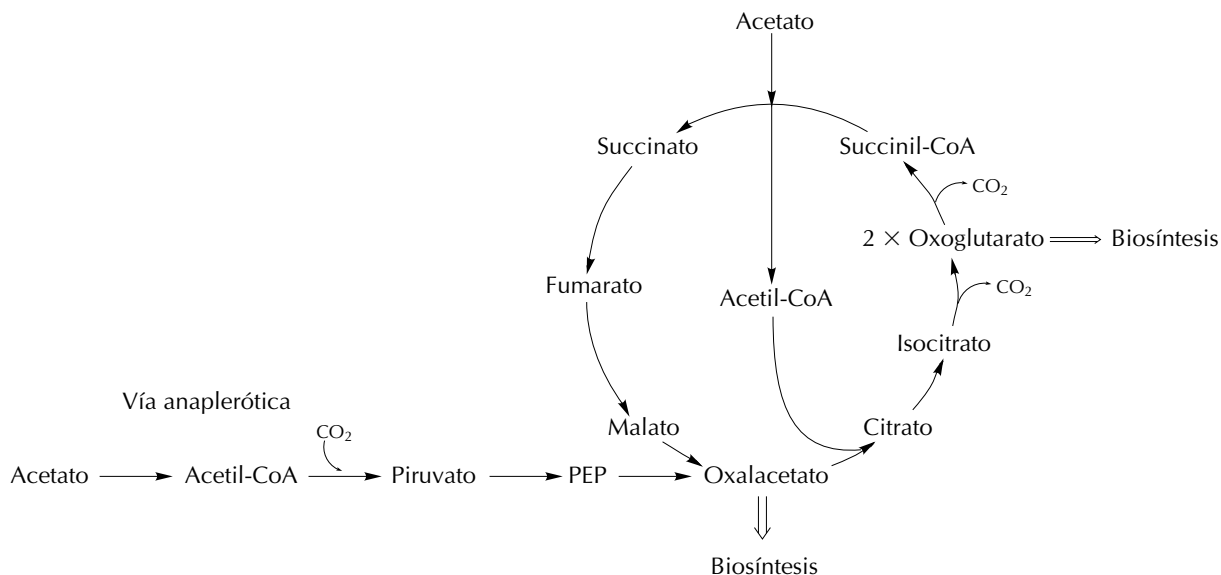 Acetato
Succinato
Succinil-CoA
CO₂
2 × Oxoglutarato
Biosíntesis
Fumarato
Acetil-CoA
CO₂
Isocitrato
Vía anaplerótica
CO₂
Malato
Citrato
Acetato
Acetil-CoA
Piruvato
PEP
Oxalacetato
Biosíntesis